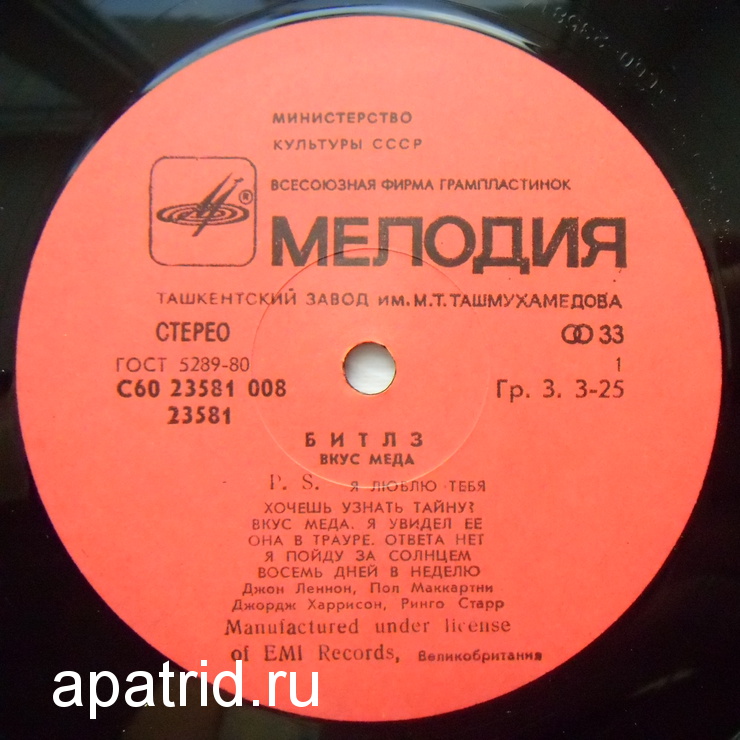 МИНИСТЕРСТВО
КУЛЬТУРЫ СССР
ВСЕСОЮЗНАЯ ФИРМА ГРАМПЛАСТИНОК
®
МЕЛОДИЯ
ТАШКЕНТСКИЙ ЗАВОД им. М.Т. ТАШМУХАМЕДОВА
СТЕРЕО
33
ГОСТ 5289-80
1
С60 23581 008
Гр. 3. 3-25
23581
БИТЛЗ
ВКУС МЕДА
P. S. Я ЛЮБЛЮ ТЕБЯ
ХОЧЕШЬ УЗНАТЬ ТАЙНУ?
ВКУС МЕДА. Я УВИДЕЛ ЕЕ
ОНА В ТРАУРЕ. ОТВЕТА НЕТ
Я ПОЙДУ ЗА СОЛНЦЕМ
ВОСЕМЬ ДНЕЙ В НЕДЕЛЮ
Джон Леннон, Пол Маккартни
Джордж Харрисон, Ринго Старр
Manufactured under license
of EMI Records, Великобритания
apatrid.ru